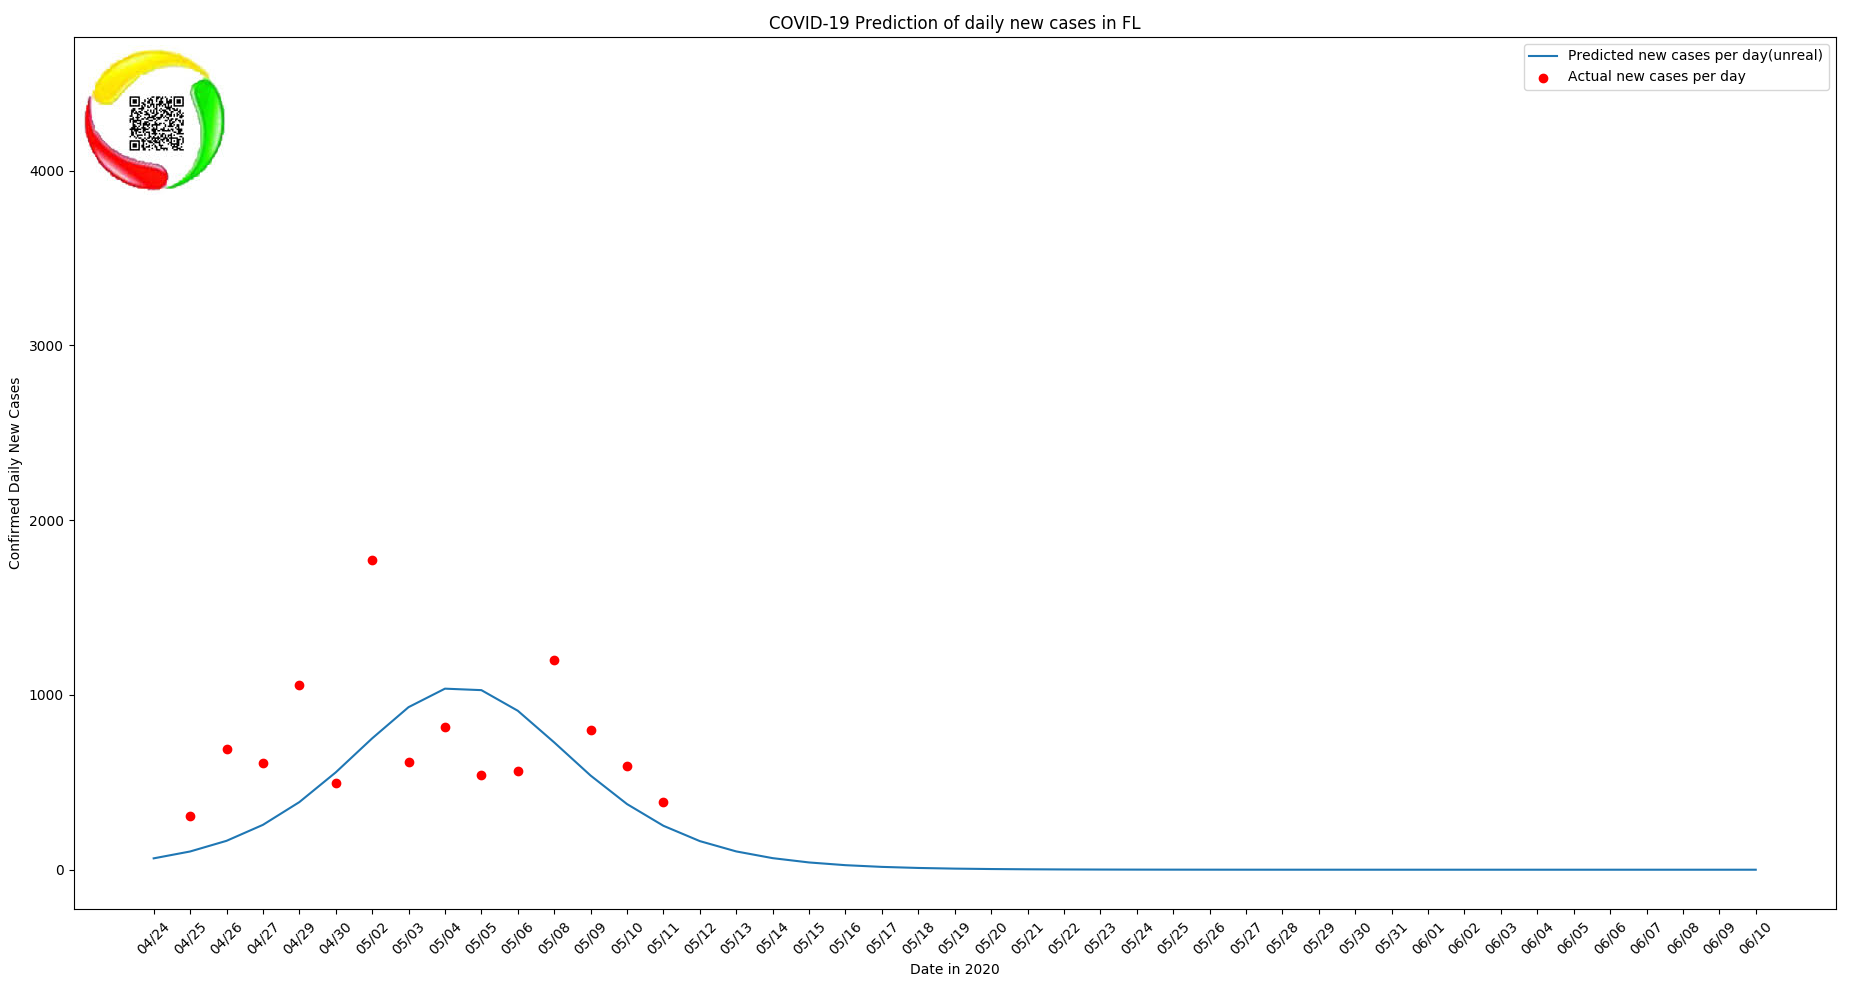 COVID-19 Prediction of daily new cases in FL
Predicted new cases per day(unreal)
Actual new cases per day
Confirmed Daily New Cases
4000
3000
2000
1000
0
04/24 04/25 04/26 04/27 04/29 04/30 05/02 05/03 05/04 05/05 05/06 05/08 05/09 05/10 05/11 05/12 05/13 05/14 05/15 05/16 05/17 05/18 05/19 05/20 05/21 05/22 05/23 05/24 05/25 05/26 05/27 05/28 05/29 05/30 05/31 06/01 06/02 06/03 06/04 06/05 06/06 06/07 06/08 06/09 06/10
Date in 2020